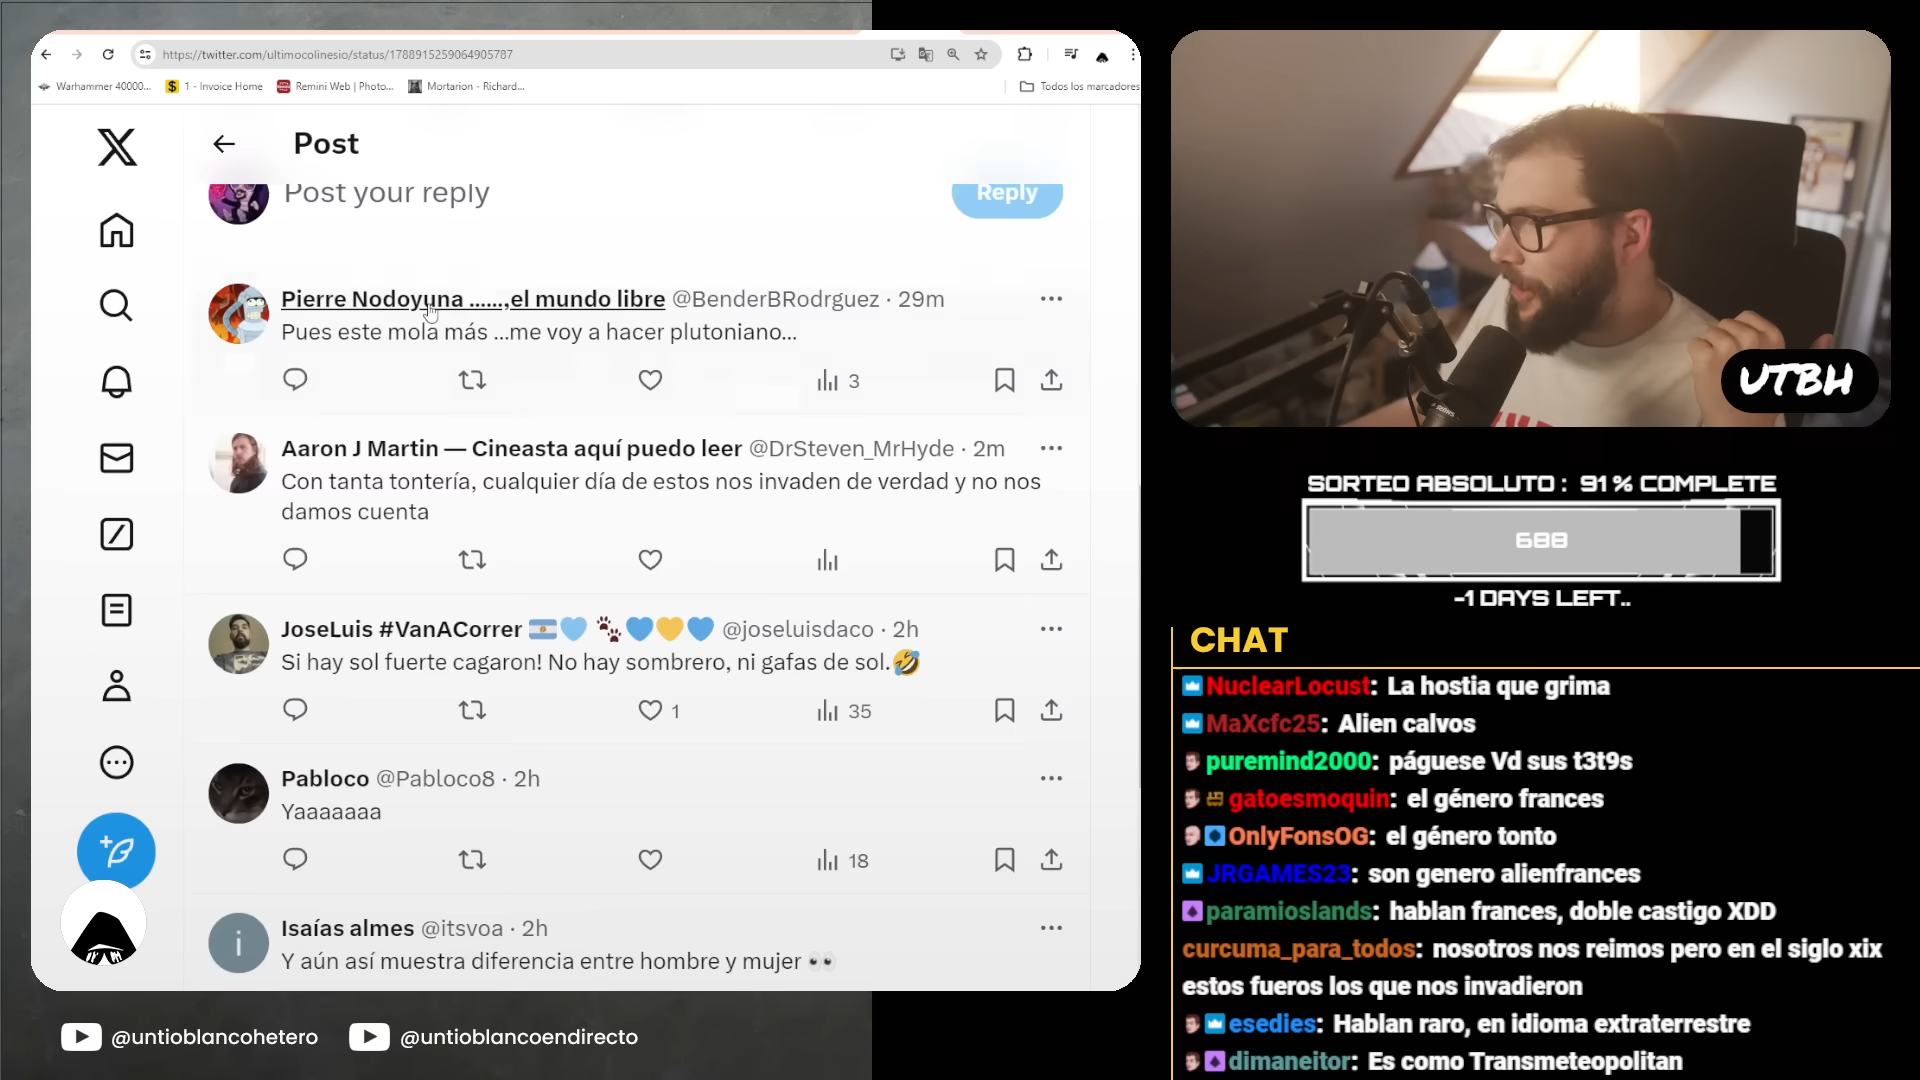 https://twitter.com/ultimocolinesio/status/1788915259064905787
Warhammer 40000...
1 - Invoice Home
Remini Web | Photo...
Mortarion - Richard...
Todos los marcadores
Post
Post your reply
Reply
Pierre Nodoyuna ......,el mundo libre @BenderBRodrguez · 29m
Pues este mola más ...me voy a hacer plutoniano...
3
Aaron J Martin — Cineasta aquí puedo leer @DrSteven_MrHyde · 2m
Con tanta tontería, cualquier día de estos nos invaden de verdad y no nos
damos cuenta
JoseLuis #VanACorrer 🇦🇷🩵 🐾💙💛💙 @joseluisdaco · 2h
Si hay sol fuerte cagaron! No hay sombrero, ni gafas de sol.🤣
1
35
Pabloco @Pabloco8 · 2h
Yaaaaaaa
18
i
Isaías almes @itsvoa · 2h
Y aún así muestra diferencia entre hombre y mujer 👀
@untioblancohetero
@untioblancoendirecto
UTBH
SORTEO ABSOLUTO : 91 % COMPLETE
688
-1 DAYS LEFT..
CHAT
NuclearLocust: La hostia que grima
MaXcfc25: Alien calvos
puremind2000: páguese Vd sus t3t9s
gatoesmoquin: el género frances
OnlyFonsOG: el género tonto
JRGAMES23: son genero alienfrances
paramioslands: hablan frances, doble castigo XDD
curcuma_para_todos: nosotros nos reimos pero en el siglo xix
estos fueros los que nos invadieron
esedies: Hablan raro, en idioma extraterrestre
dimaneitor: Es como Transmeteopolitan